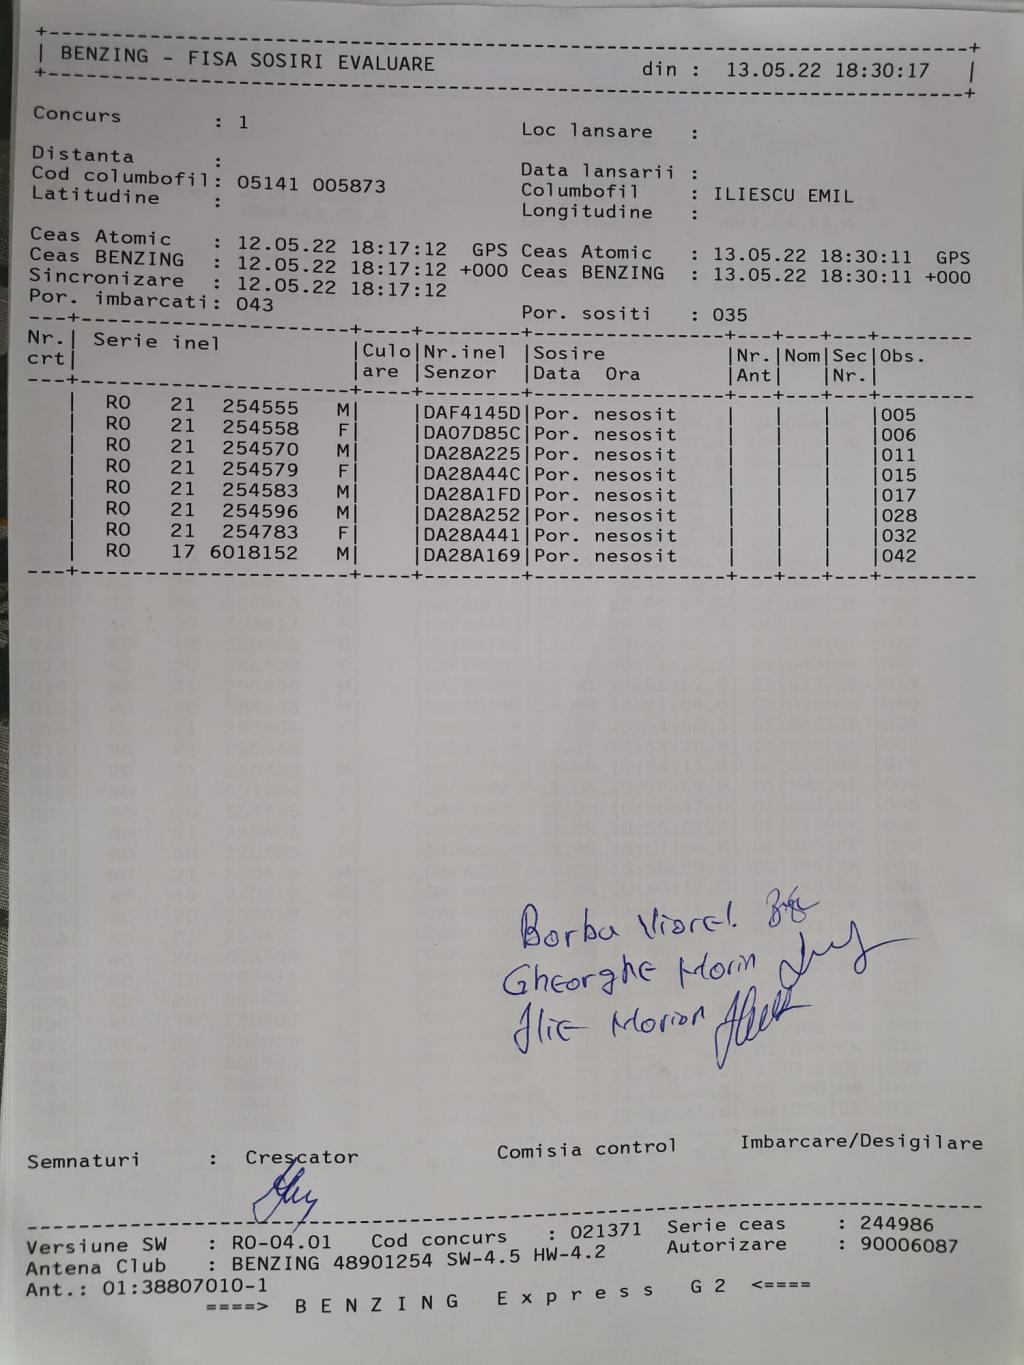 BENZING - FISA SOSIRI EVALUARE din : 13.05.22 18:30:17
Concurs : 1 Loc lansare :
Distanta : Data lansarii :
Cod columbofil: 05141 005873 Columbofil : ILIESCU EMIL
Latitudine : Longitudine :
Ceas Atomic : 12.05.22 18:17:12 GPS Ceas Atomic : 13.05.22 18:30:11 GPS
Ceas BENZING : 12.05.22 18:17:12 +000 Ceas BENZING : 13.05.22 18:30:11 +000
Sincronizare : 12.05.22 18:17:12
Por. imbarcati: 043 Por. sositi : 035
Nr.| Serie inel |Culo|Nr.inel |Sosire |Nr.|Nom|Sec|Obs.
crt| |are |Senzor |Data Ora |Ant| |Nr.|
RO 21 254555 M| |DAF4145D|Por. nesosit | | | |005
RO 21 254558 F| |DA07D85C|Por. nesosit | | | |006
RO 21 254570 M| |DA28A225|Por. nesosit | | | |011
RO 21 254579 F| |DA28A44C|Por. nesosit | | | |015
RO 21 254583 M| |DA28A1FD|Por. nesosit | | | |017
RO 21 254596 M| |DA28A252|Por. nesosit | | | |028
RO 21 254783 F| |DA28A441|Por. nesosit | | | |032
RO 17 6018152 M| |DA28A169|Por. nesosit | | | |042
Borba Viorel
Gheorghe Morin
Ilie Morion
Semnaturi : Crescator Comisia control Imbarcare/Desigilare
Versiune SW : RO-04.01 Cod concurs : 021371 Serie ceas : 244986
Antena Club : BENZING 48901254 SW-4.5 HW-4.2 Autorizare : 90006087
Ant.: 01:38807010-1
====> B E N Z I N G E x p r e s s G 2 <====